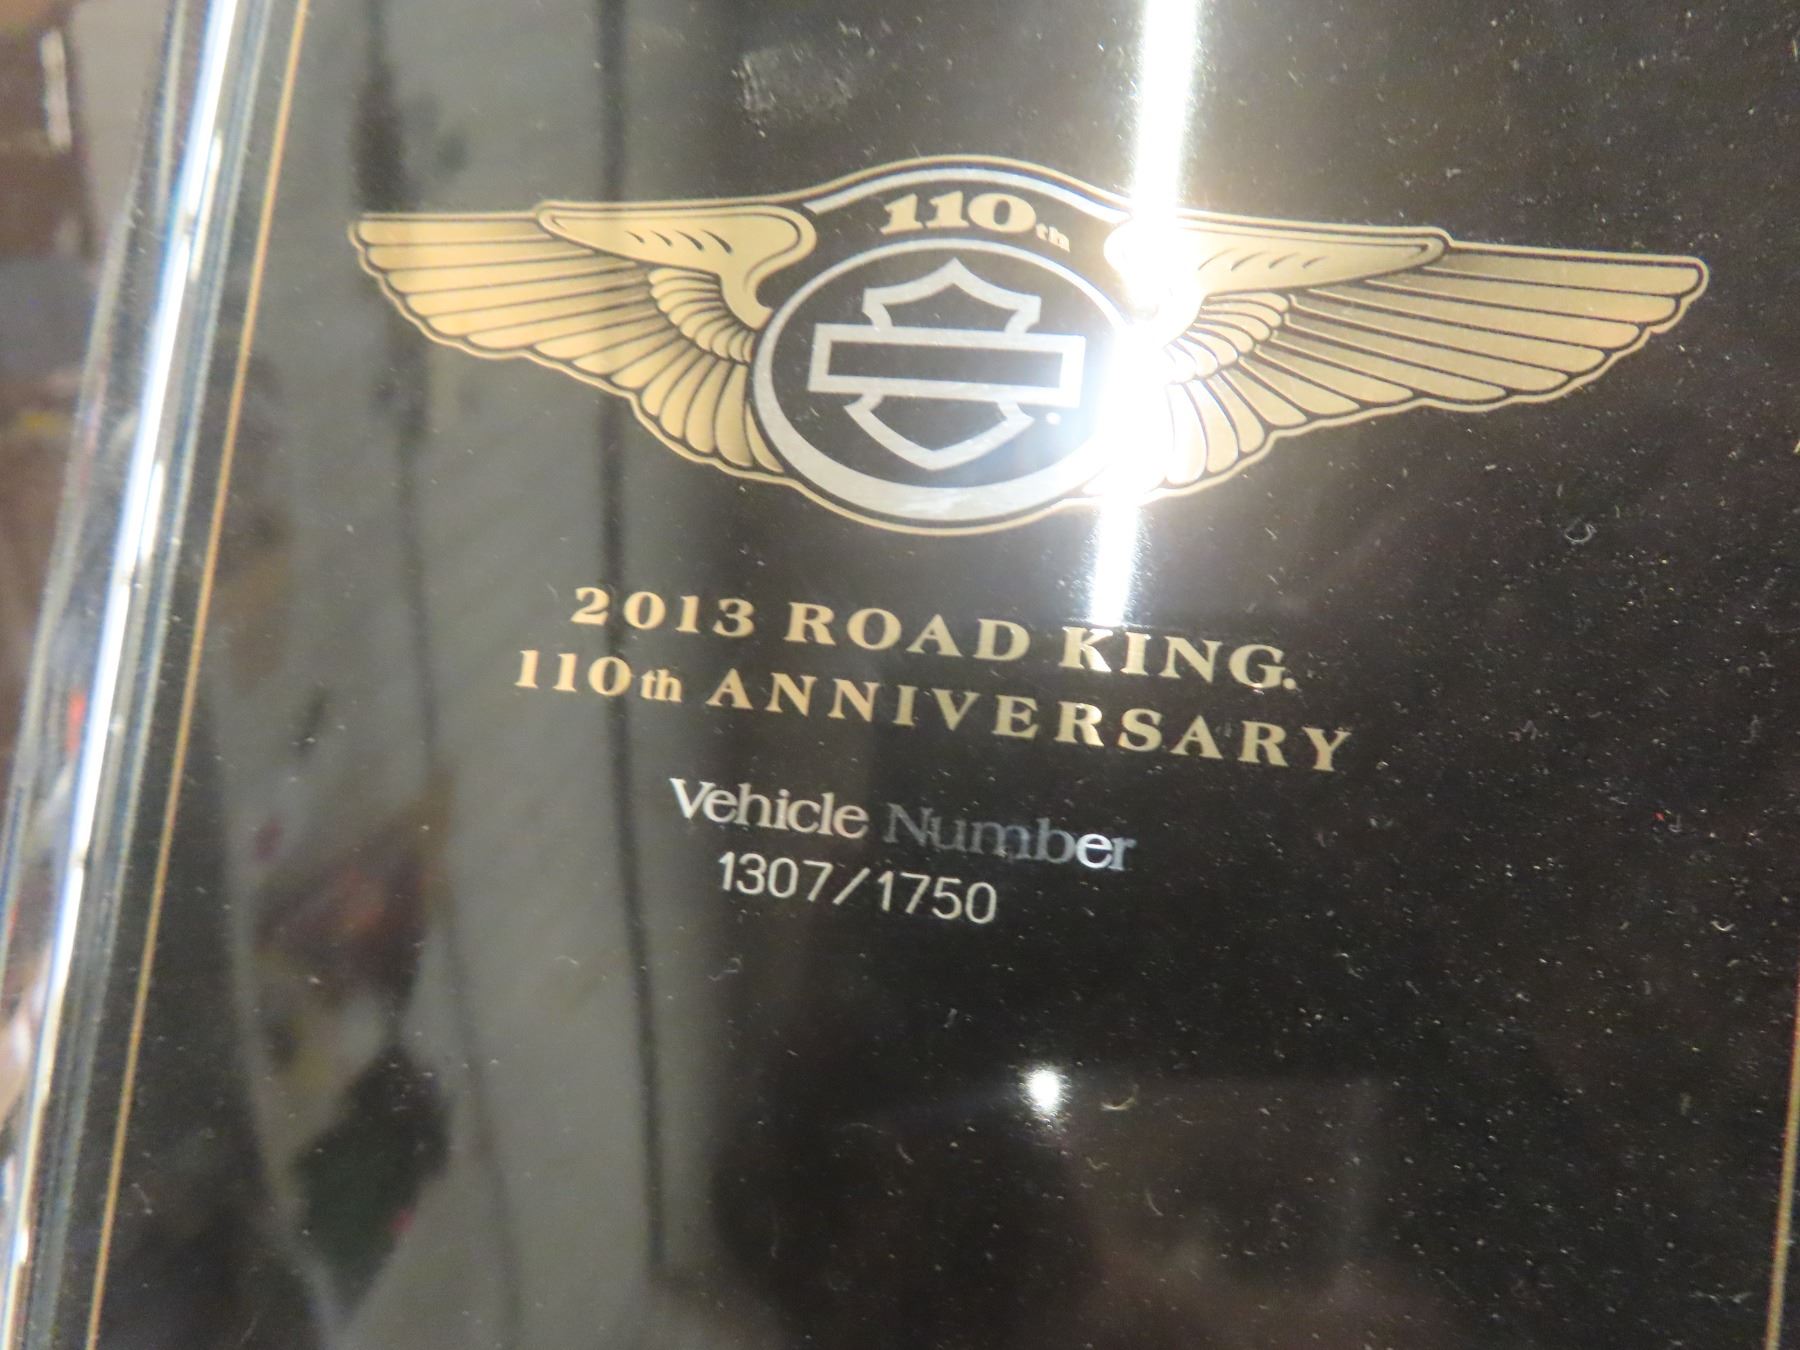 110th
2013 ROAD KING.
110th ANNIVERSARY
Vehicle Number
1307/1750